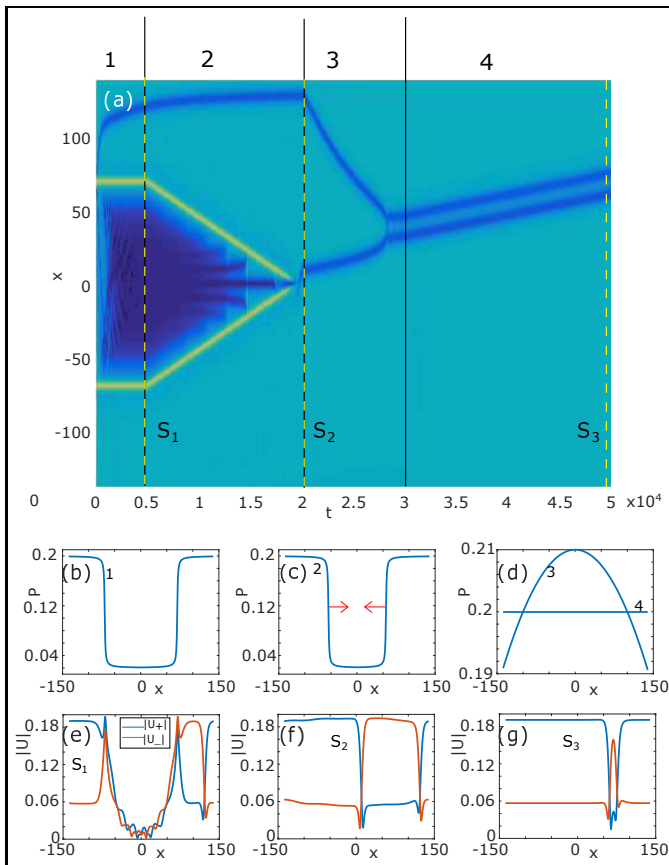 1 2 3 4
(a)
100
50
0
-50
-100
x
S1 S2 S3
0
0 0.5 1 1.5 2 2.5 3 3.5 4 4.5 5 x10^4
t
(b) 1
0.2
0.12
0.04
P
-150 0 x 150
(c) 2
0.2
0.12
0.04
P
-150 0 x 150
(d) 3 4
0.21
0.2
0.19
P
-150 0 x 150
(e) |U+|
|U_|
S1
0.18
0.12
0.06
0
|U|
-150 0 150
x
(f) S2
0.18
0.12
0.06
0
|U|
-150 0 150
x
(g) S3
0.18
0.12
0.06
0
|U|
-150 0 150
x